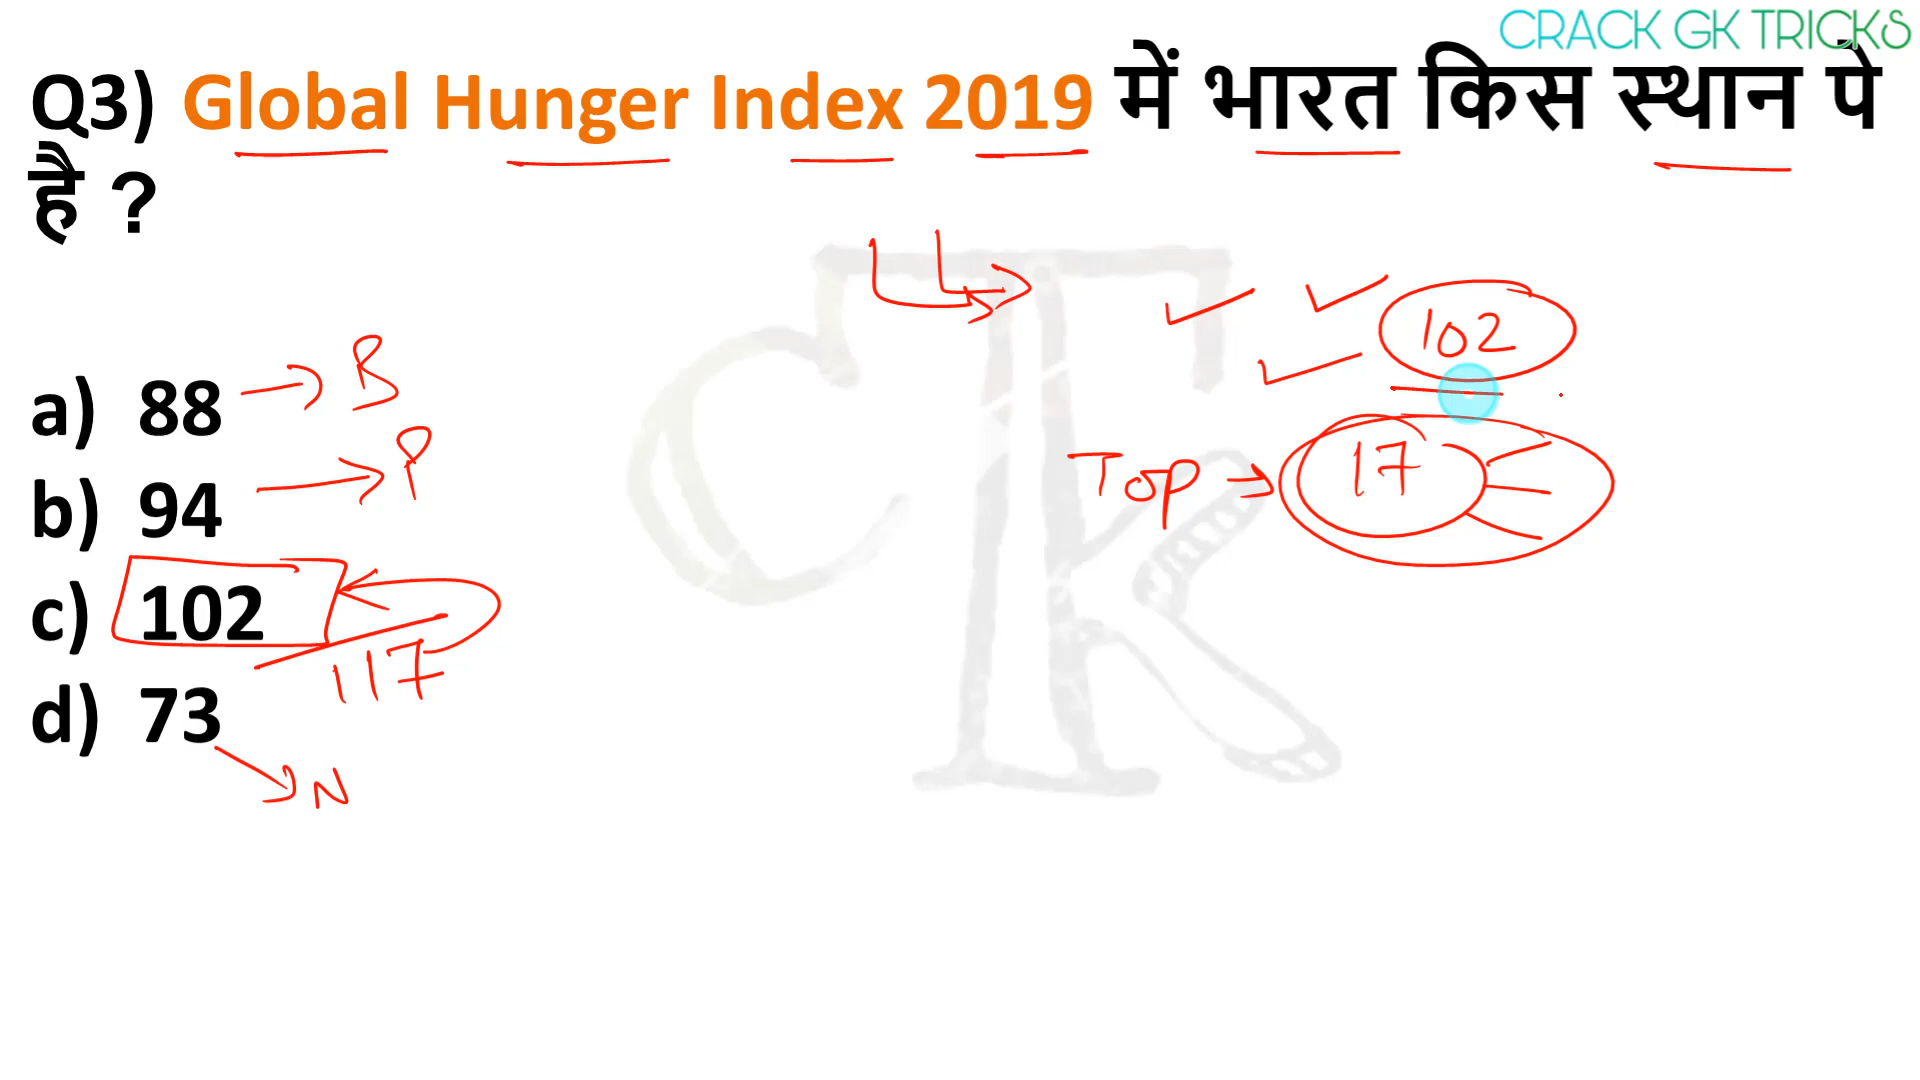 CRACK GK TRICKS
Q3) Global Hunger Index 2019 में भारत किस स्थान पे
है ?
102
a) 88 → B
Top → 17
b) 94 → P
c) 102
117
d) 73
N